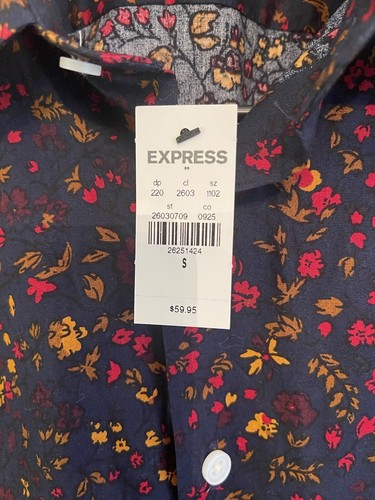 EXPRESS
dp cl sz
220 2603 1102
st co
26030709 0925
26251424
S
$59.95